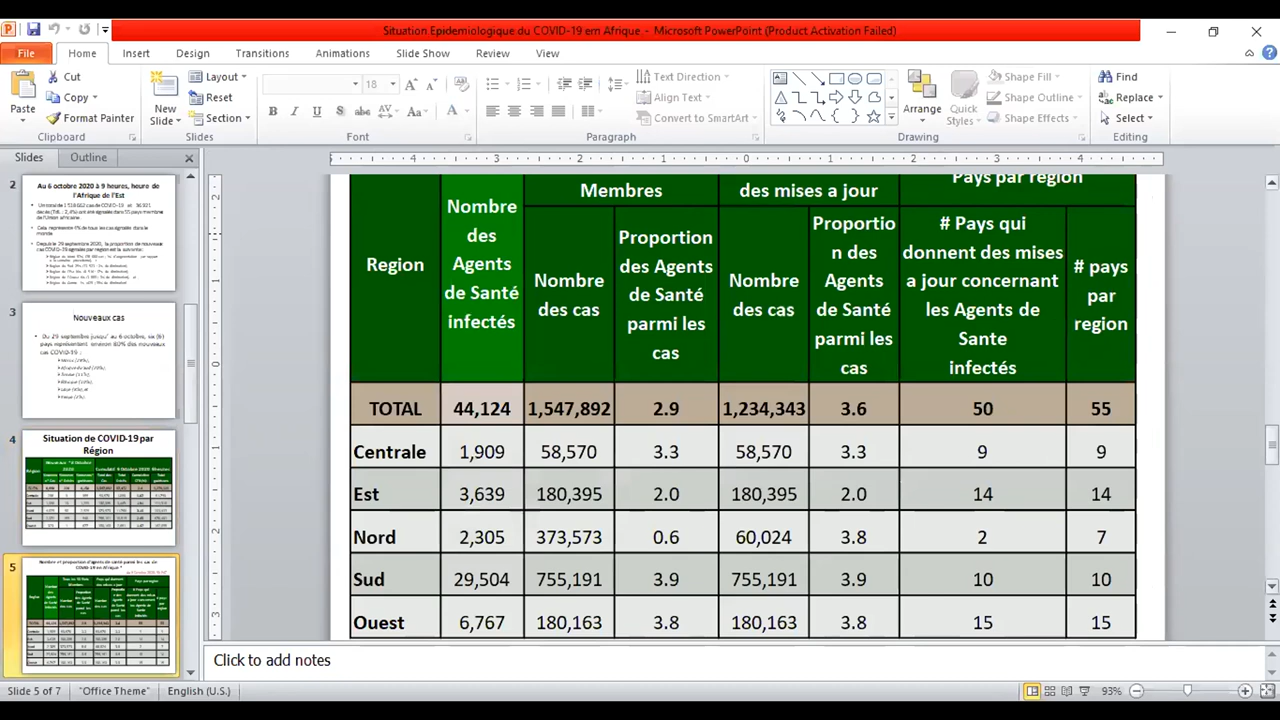 Situation Epidemiologique du COVID-19 em Afrique - Microsoft PowerPoint (Product Activation Failed)
File Home Insert Design Transitions Animations Slide Show Review View
Paste
Cut
Copy
Format Painter
Clipboard
New Slide
Layout
Reset
Section
Slides
18
Font
Text Direction
Align Text
Convert to SmartArt
Paragraph
Arrange
Quick Styles
Shape Fill
Shape Outline
Shape Effects
Drawing
Find
Replace
Select
Editing
Slides Outline
2
Au 6 octobre 2020 à 9 heures, heure de
l'Afrique de l'Est
3
Nouveaux cas
4
Situation de COVID-19 par
Région
5
Membres
des mises a jour
Pays par region
Region
Nombre
des
Agents
de Santé
infectés
Nombre
des cas
Proportion
des Agents
de Santé
parmi les
cas
Nombre
des cas
Proportio
n des
Agents
de Santé
parmi les
cas
# Pays qui
donnent des mises
a jour concernant
les Agents de
Sante
infectés
# pays
par
region
TOTAL 44,124 1,547,892 2.9 1,234,343 3.6 50 55
Centrale 1,909 58,570 3.3 58,570 3.3 9 9
Est 3,639 180,395 2.0 180,395 2.0 14 14
Nord 2,305 373,573 0.6 60,024 3.8 2 7
Sud 29,504 755,191 3.9 755,191 3.9 10 10
Ouest 6,767 180,163 3.8 180,163 3.8 15 15
Click to add notes
Slide 5 of 7 "Office Theme" English (U.S.) 93%